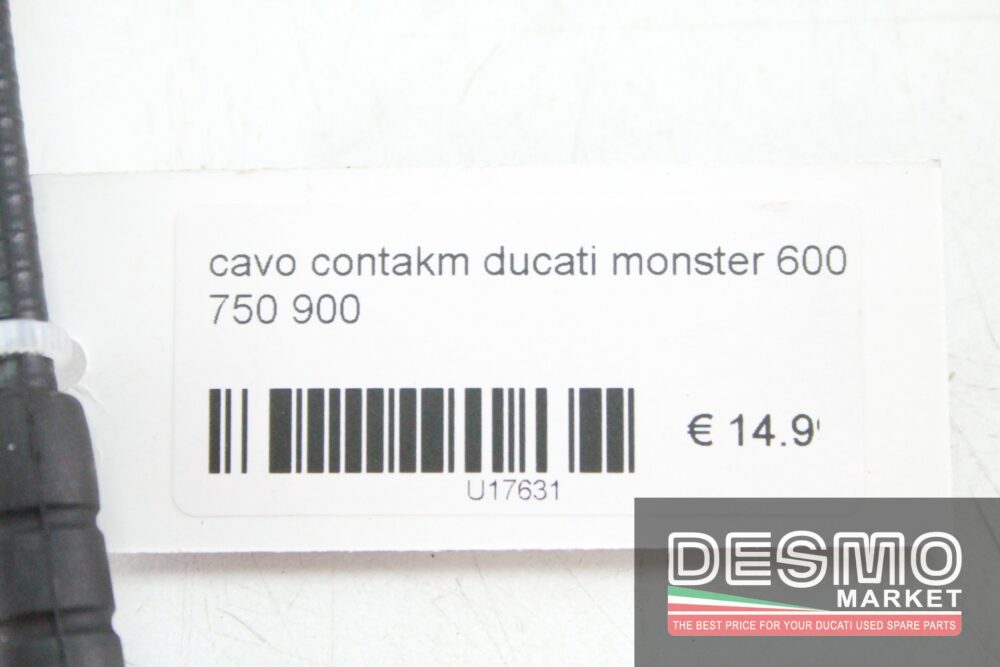 cavo contakm ducati monster 600
750 900
€ 14.9
U17631
DESMO
MARKET
THE BEST PRICE FOR YOUR DUCATI USED SPARE PARTS